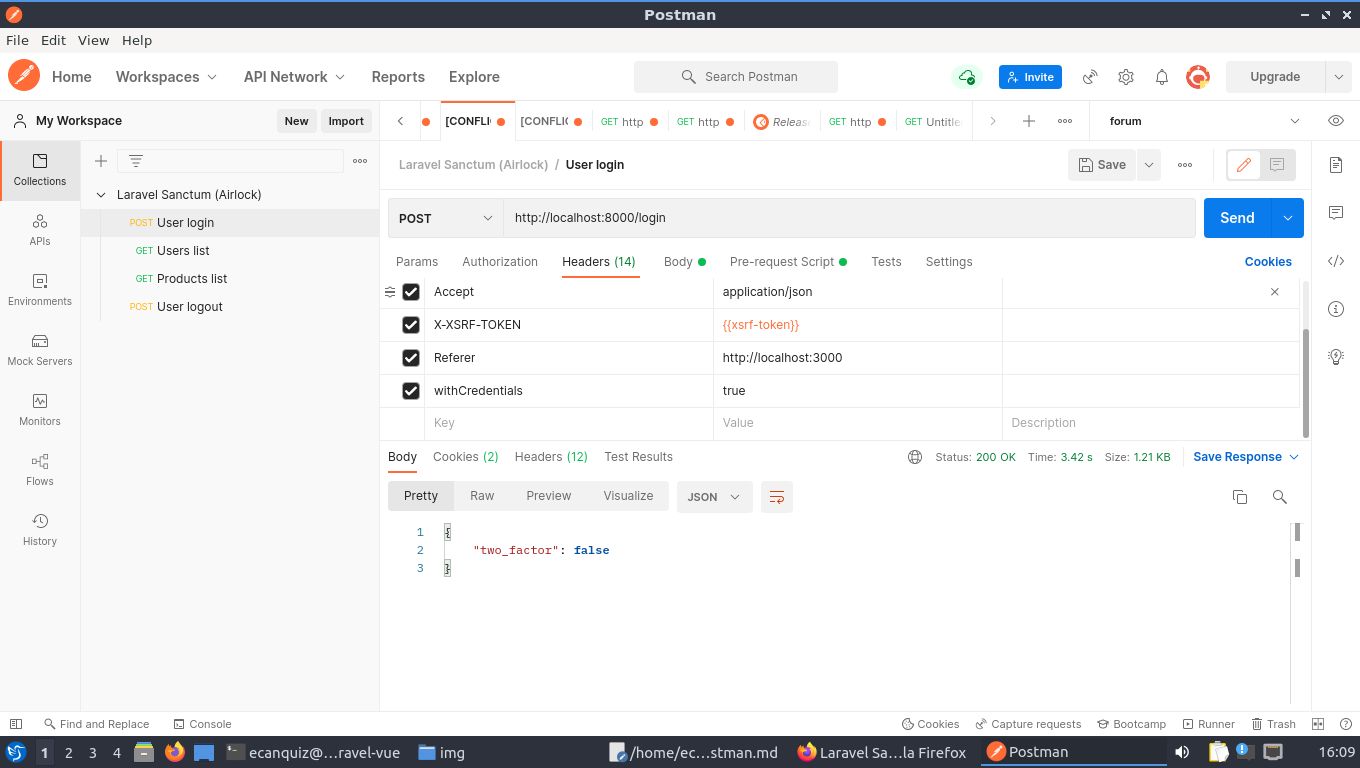 Postman
File Edit View Help
Home Workspaces API Network Reports Explore Search Postman Invite Upgrade
My Workspace New Import
[CONFLI [CONFLIC GET http GET http Release GET http GET Untitle forum
Collections
APIs
Environments
Mock Servers
Monitors
Flows
History
Laravel Sanctum (Airlock)
POST User login
GET Users list
GET Products list
POST User logout
Laravel Sanctum (Airlock) / User login Save
POST http://localhost:8000/login Send
Params Authorization Headers (14) Body Pre-request Script Tests Settings Cookies
Accept application/json
X-XSRF-TOKEN {{xsrf-token}}
Referer http://localhost:3000
withCredentials true
Key Value Description
Body Cookies (2) Headers (12) Test Results Status: 200 OK Time: 3.42 s Size: 1.21 KB Save Response
Pretty Raw Preview Visualize JSON
1 {
2 "two_factor": false
3 }
Find and Replace Console Cookies Capture requests Bootcamp Runner Trash
1 2 3 4 ecanquiz@...ravel-vue img /home/ec...stman.md Laravel Sa...la Firefox Postman 16:09